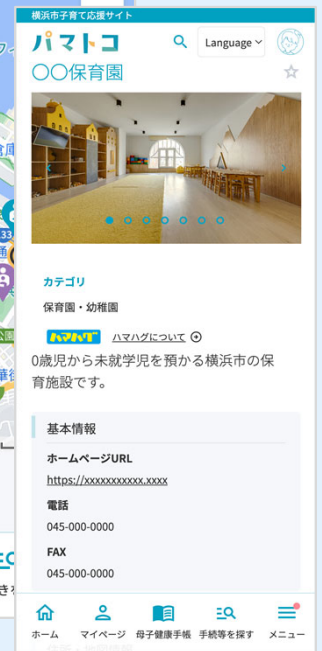 横浜市子育て応援サイト
パマトコ
Language
〇〇保育園
カテゴリ
保育園・幼稚園
ハマハグ
ハマハグについて
0歳児から未就学児を預かる横浜市の保
育施設です。
基本情報
ホームページURL
https://xxxxxxxxxxx.xxxx
電話
045-000-0000
FAX
045-000-0000
ホーム
マイページ
母子健康手帳
手続等を探す
メニュー